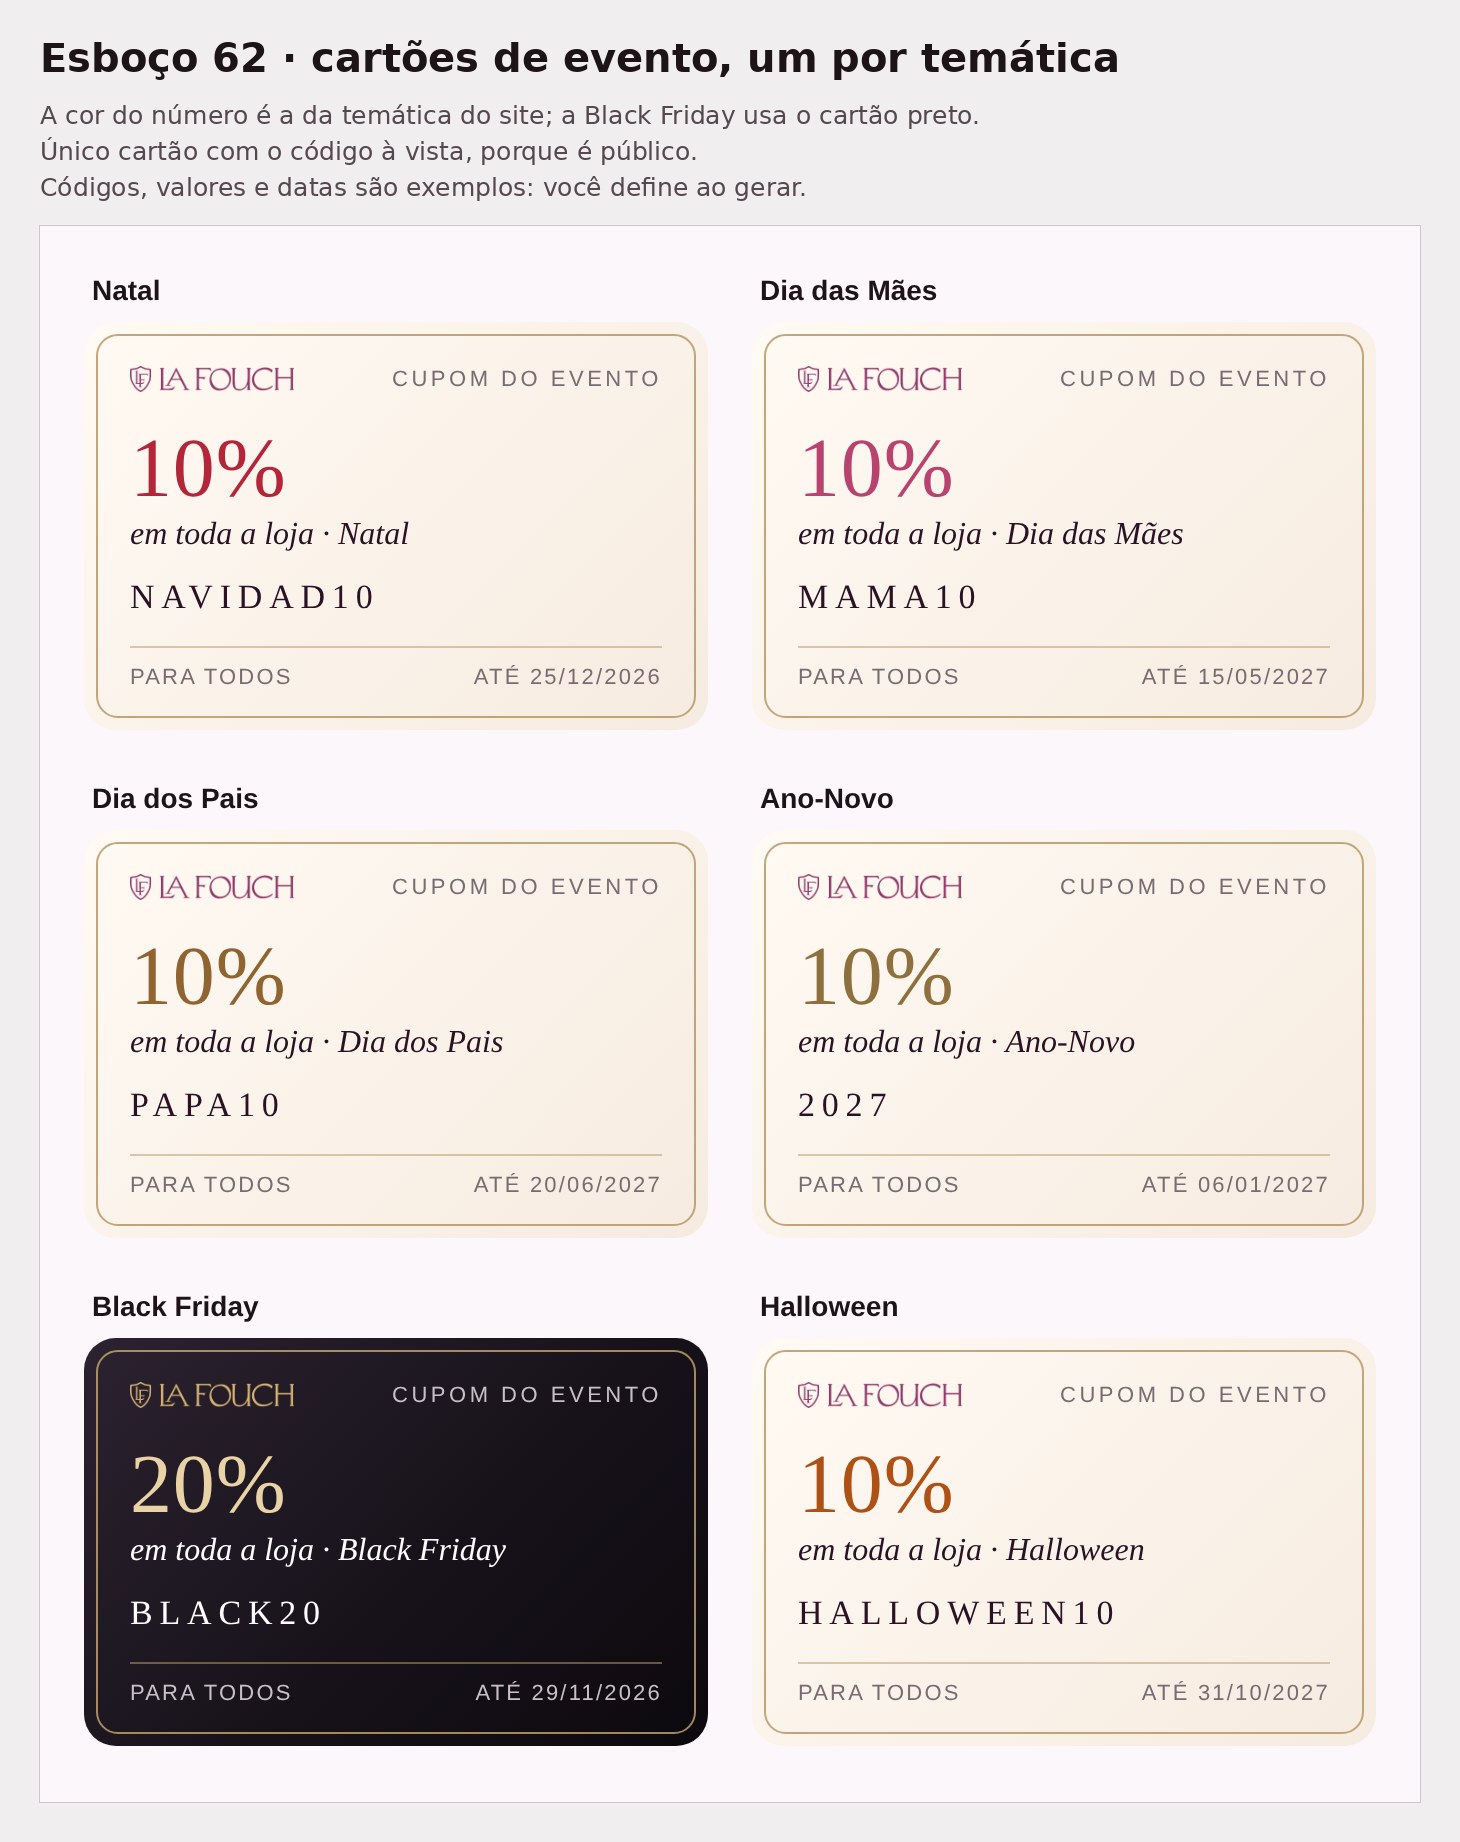 Esboço 62 · cartões de evento, um por temática
A cor do número é a da temática do site; a Black Friday usa o cartão preto.
Único cartão com o código à vista, porque é público.
Códigos, valores e datas são exemplos: você define ao gerar.
Natal
LF LA FOUCH CUPOM DO EVENTO
10%
em toda a loja · Natal
NAVIDAD10
PARA TODOS ATÉ 25/12/2026
Dia das Mães
LF LA FOUCH CUPOM DO EVENTO
10%
em toda a loja · Dia das Mães
MAMA10
PARA TODOS ATÉ 15/05/2027
Dia dos Pais
LF LA FOUCH CUPOM DO EVENTO
10%
em toda a loja · Dia dos Pais
PAPA10
PARA TODOS ATÉ 20/06/2027
Ano-Novo
LF LA FOUCH CUPOM DO EVENTO
10%
em toda a loja · Ano-Novo
2027
PARA TODOS ATÉ 06/01/2027
Black Friday
LF LA FOUCH CUPOM DO EVENTO
20%
em toda a loja · Black Friday
BLACK20
PARA TODOS ATÉ 29/11/2026
Halloween
LF LA FOUCH CUPOM DO EVENTO
10%
em toda a loja · Halloween
HALLOWEEN10
PARA TODOS ATÉ 31/10/2027